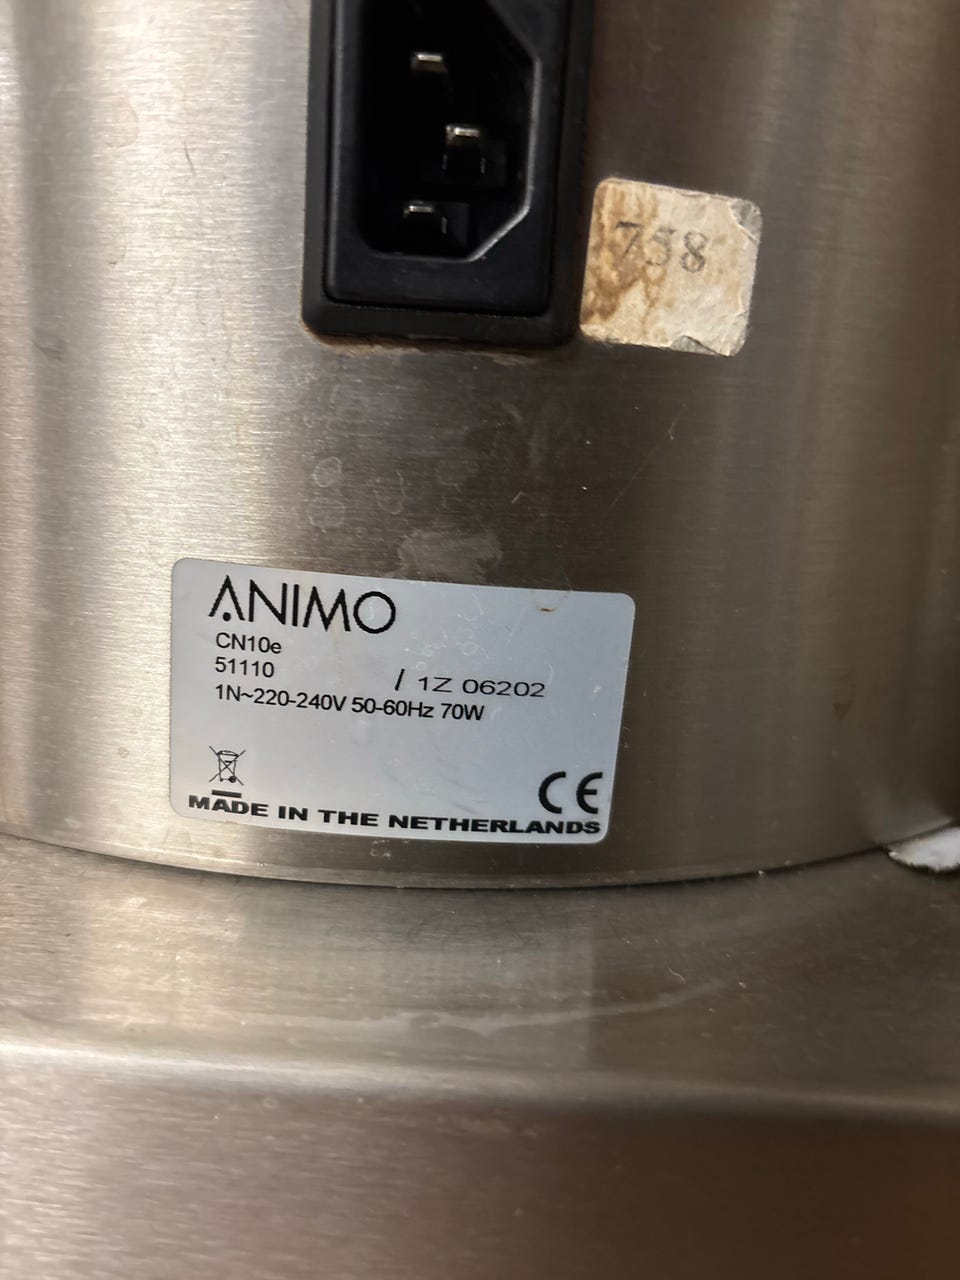 758
ANIMO
CN10e
51110 / 1Z 06202
1N~220-240V 50-60Hz 70W
CE
MADE IN THE NETHERLANDS